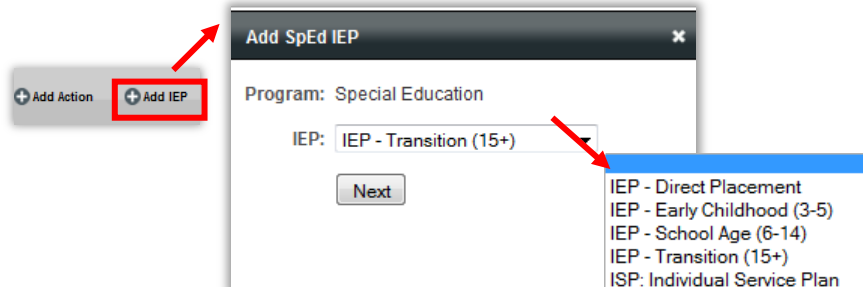 Add Action Add IEP
Add SpEd IEP
Program: Special Education
IEP: IEP - Transition (15+)
Next
IEP - Direct Placement
IEP - Early Childhood (3-5)
IEP - School Age (6-14)
IEP - Transition (15+)
ISP: Individual Service Plan